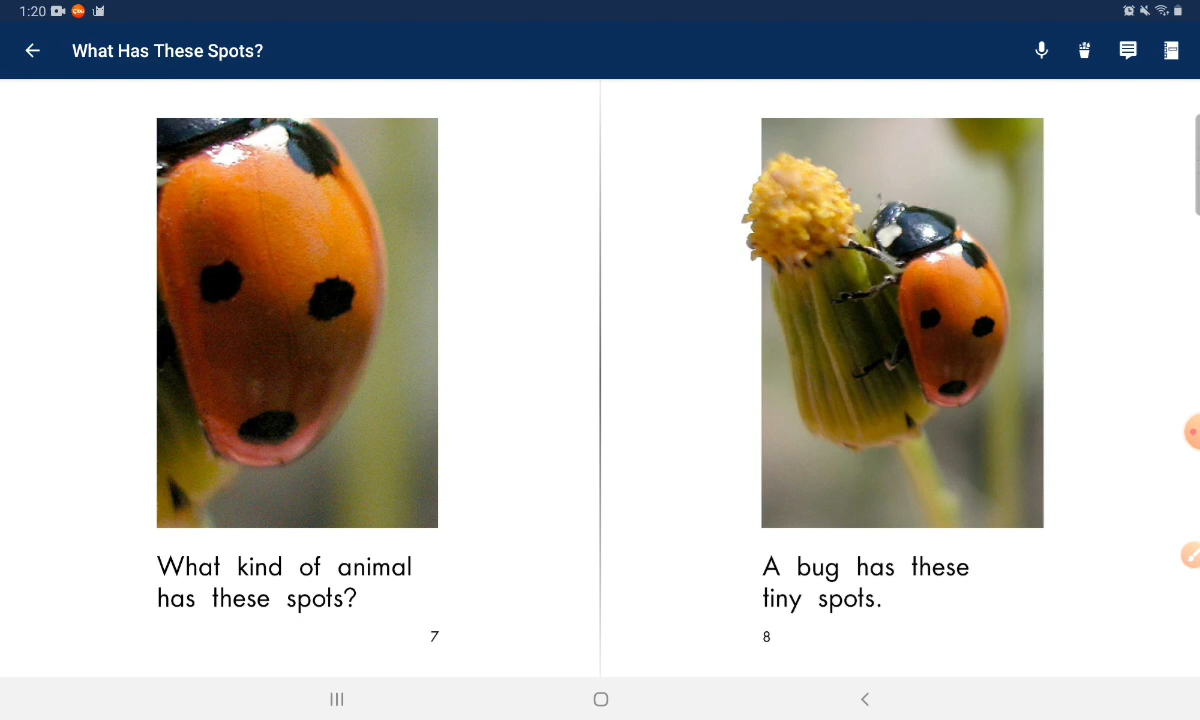 1:20
What Has These Spots?
What kind of animal
has these spots?
7
A bug has these
tiny spots.
8